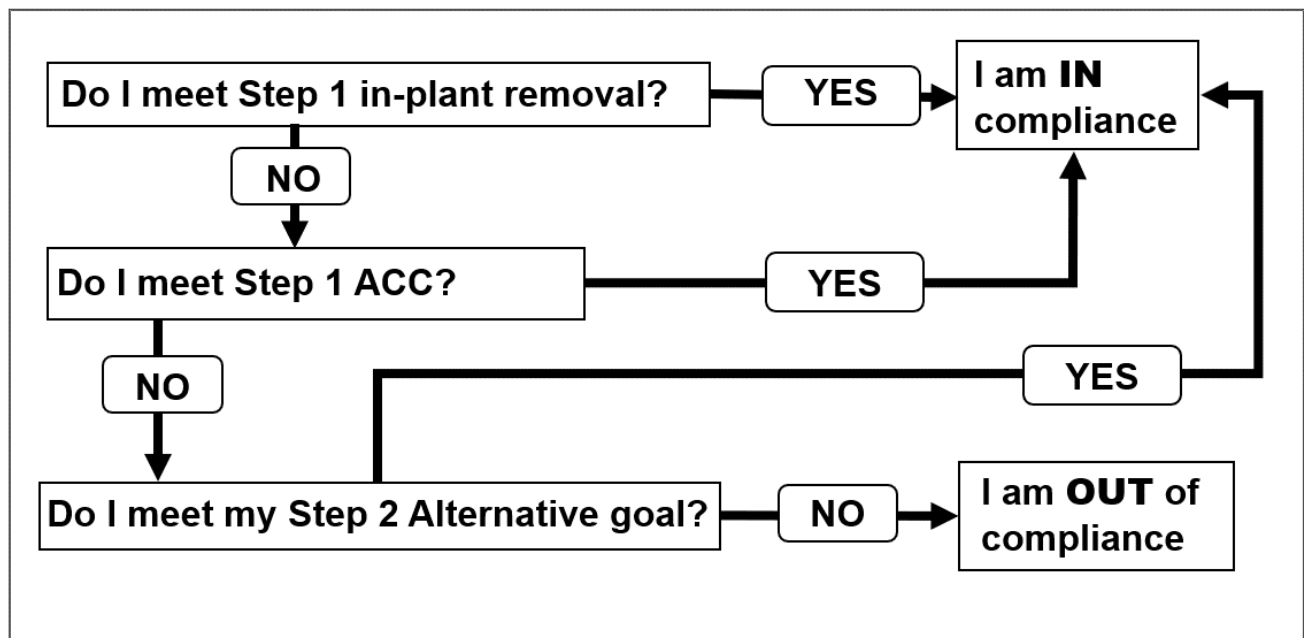 Do I meet Step 1 in-plant removal?
YES
I am IN
compliance
NO
Do I meet Step 1 ACC?
YES
NO
YES
Do I meet my Step 2 Alternative goal?
NO
I am OUT of
compliance